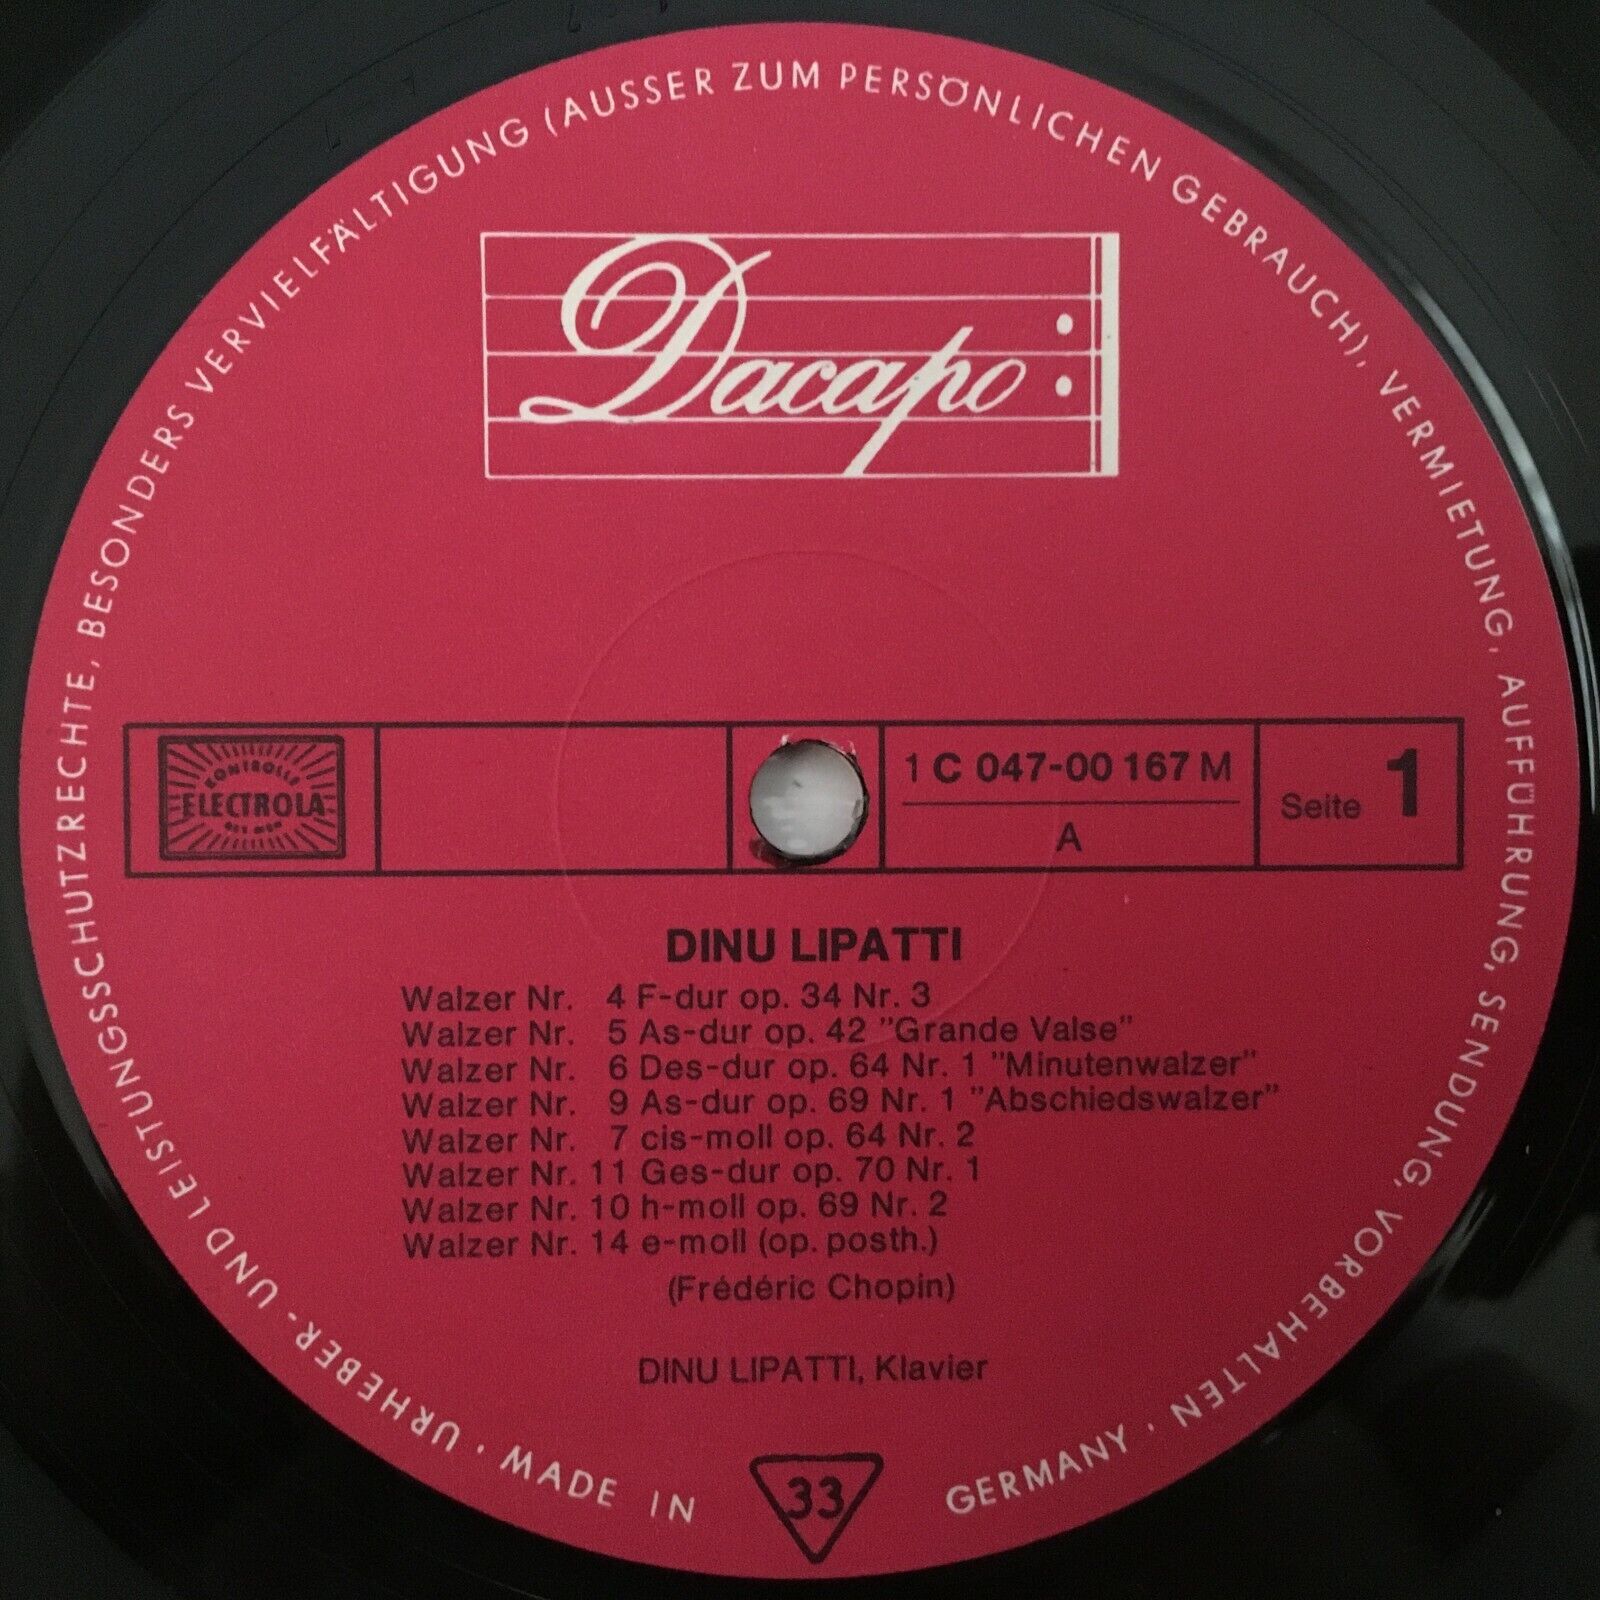 URHEBER- UND LEISTUNGSSCHUTZRECHTE, BESONDERS VERVIELFÄLTIGUNG (AUSSER ZUM PERSÖNLICHEN GEBRAUCH), VERMIETUNG, AUFFÜHRUNG, SENDUNG, VORBEHALTEN ·
Dacapo
KONTROLLE
ELECTROLA
1 C 047-00 167 M
A
Seite 1
DINU LIPATTI
Walzer Nr. 4 F-dur op. 34 Nr. 3
Walzer Nr. 5 As-dur op. 42 "Grande Valse"
Walzer Nr. 6 Des-dur op. 64 Nr. 1 "Minutenwalzer"
Walzer Nr. 9 As-dur op. 69 Nr. 1 "Abschiedswalzer"
Walzer Nr. 7 cis-moll op. 64 Nr. 2
Walzer Nr. 11 Ges-dur op. 70 Nr. 1
Walzer Nr. 10 h-moll op. 69 Nr. 2
Walzer Nr. 14 e-moll (op. posth.)
(Frédéric Chopin)
DINU LIPATTI, Klavier
MADE IN GERMANY ·
33